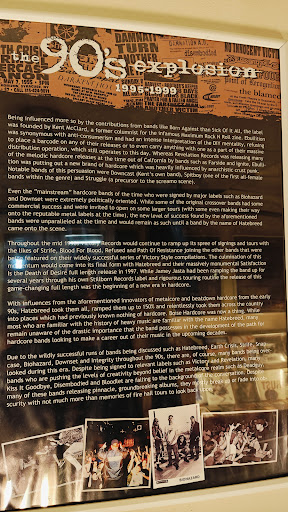 the 90's explosion
1995-1999
Being influenced more so by the contributions from bands like Born Against than Sick Of It All, the label
was founded by Kent McClard, a former columnist for the infamous Maximum Rock N Roll zine. Ebullition
was synonymous with anti-consumerism and had an intense interpretation of the DIY mentality, refusing
to place a barcode on any of their releases or to even carry anything with one as a part of their massive
distribution operation, which still operates to this day. Whereas Revelation Records was releasing many
of the melodic hardcore releases at the time out of California by bands such as Farside and Ignite, Ebulli-
tion was putting out a new brand of hardcore which was heavily influenced by anarchistic crust punk.
Notable bands of this persuasion were Downcast (Kent's own band), Spitboy (one of the first all-female
bands within the genre) and Struggle (a precursor to the screamo scene).
Even the "mainstream" hardcore bands of the time who were signed by major labels such as Biohazard
and Downset were extremely politically oriented. While some of the original crossover bands had some
commercial success and were invited to open on some larger tours (with some even making their way
onto the reputable metal labels at the time), the new level of success found by the aforementioned
bands were unparalleled at the time and would remain as such until a band by the name of Hatebreed
came onto the scene.
Throughout the mid 1990s Victory Records would continue to ramp up its spree of signings and tours with
the likes of Strife, Blood For Blood, Refused and Path Of Resistance joining the other bands that were
being featured on their widely successful series of Victory Style compilations. The culmination of this
momentum would come into its final form with Hatebreed and their massively successful Satisfaction
Is the Death of Desire full length release in 1997. While Jamey Jasta had been ramping up for
several years through his own Stillborn Records label and rigorous touring routine the release of this
game-changing full length was the beginning of a new era in hardcore.
With influences from the aforementioned innovators of metalcore and beatdown hardcore from the early
90s, Hatebreed took them all, ramped them up to 150% and relentlessly took them across the country
into places which had previously known nothing of hardcore. Boise Hardcore was now a thing. While
most who are familiar with the history of heavy music are familiar with the name Hatebreed, many
remain unaware of the drastic importance that the band possesses in the development of the path for
hardcore bands looking to make a career out of their music in the upcoming decades.
Due to the wildly successful runs of bands being discussed such as Hatebreed, Earth Crisis, Strife, Snap-
case, Biohazard, Downset and Integrity throughout the 90s, there are, of course, many bands being over-
looked during this era. Despite being signed to relevant labels such as Victory and Revelation, many
bands who are pushing the levels of creativity beyond belief in the metalcore realm such as Deadguy,
Kiss It Goodbye, Disembodied and Bloodlet are falling to the background of the conversation. Despite
many of these bands releasing pinnacle, groundbreaking albums, they mostly break up or fade into ob-
scurity with not much more than memories of fire hall tours to look back upon.
BIOHAZARD